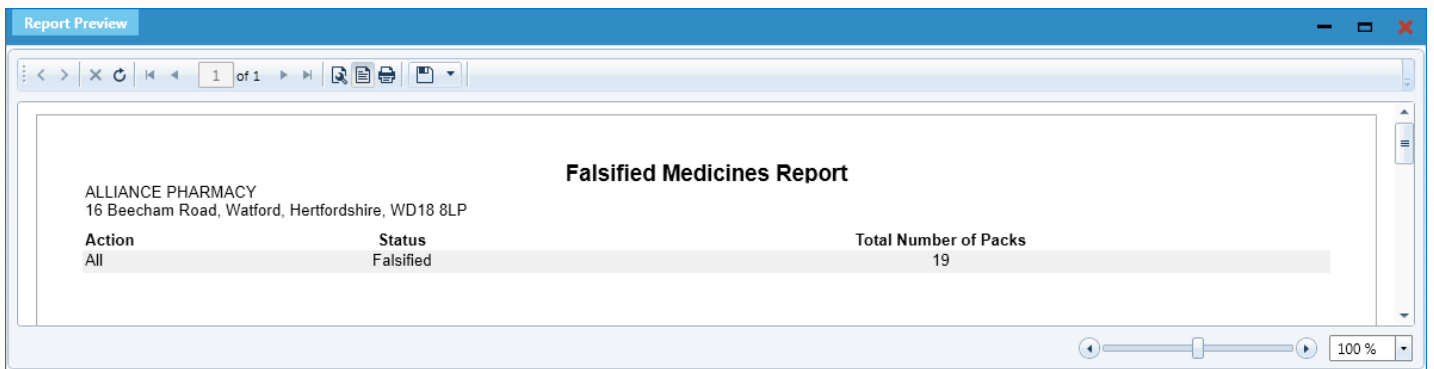 Report Preview
1 of 1
Falsified Medicines Report
ALLIANCE PHARMACY
16 Beecham Road, Watford, Hertfordshire, WD18 8LP
Action Status Total Number of Packs
All Falsified 19
100 %